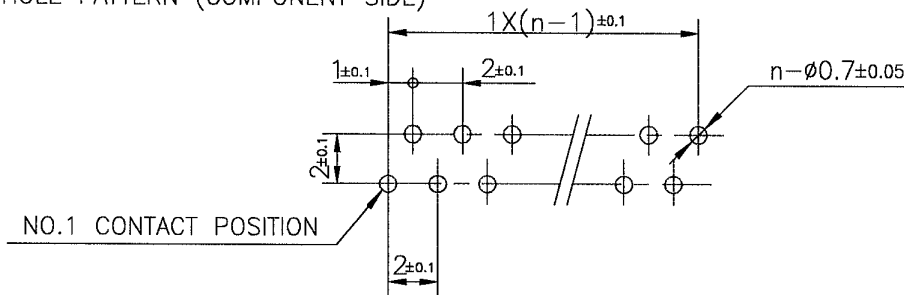 HOLE PATTERN (COMPONENT SIDE)
1X(n-1)±0.1
1±0.1
2±0.1
n-Ø0.7±0.05
2±0.1
NO.1 CONTACT POSITION
2±0.1